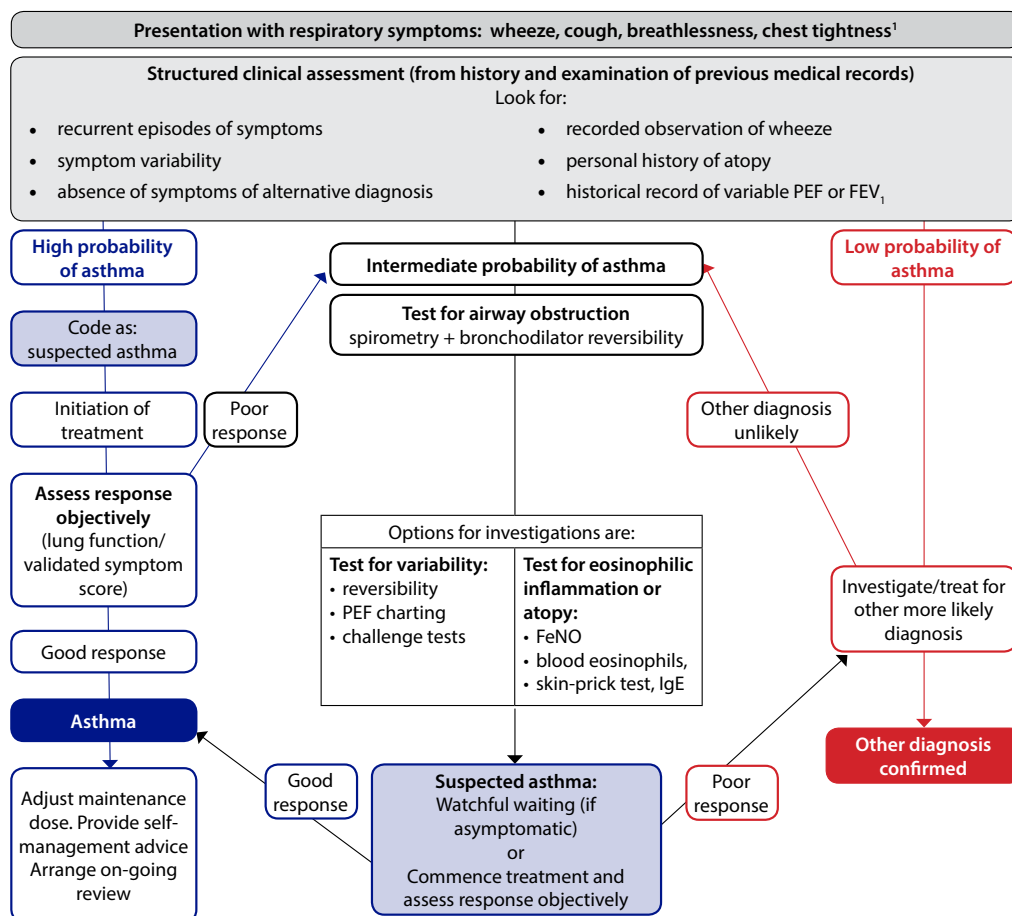 Presentation with respiratory symptoms: wheeze, cough, breathlessness, chest tightness¹
Structured clinical assessment (from history and examination of previous medical records)
Look for:
• recurrent episodes of symptoms
• symptom variability
• absence of symptoms of alternative diagnosis
• recorded observation of wheeze
• personal history of atopy
• historical record of variable PEF or FEV₁
High probability
of asthma
Code as:
suspected asthma
Initiation of
treatment
Assess response
objectively
(lung function/
validated symptom
score)
Good response
Asthma
Adjust maintenance
dose. Provide self-
management advice
Arrange on-going
review
Poor
response
Intermediate probability of asthma
Test for airway obstruction
spirometry + bronchodilator reversibility
Options for investigations are:
Test for variability:
• reversibility
• PEF charting
• challenge tests
Test for eosinophilic
inflammation or
atopy:
• FeNO
• blood eosinophils,
• skin-prick test, IgE
Suspected asthma:
Watchful waiting (if
asymptomatic)
or
Commence treatment and
assess response objectively
Good
response
Poor
response
Low probability of
asthma
Other diagnosis
unlikely
Investigate/treat for
other more likely
diagnosis
Other diagnosis
confirmed